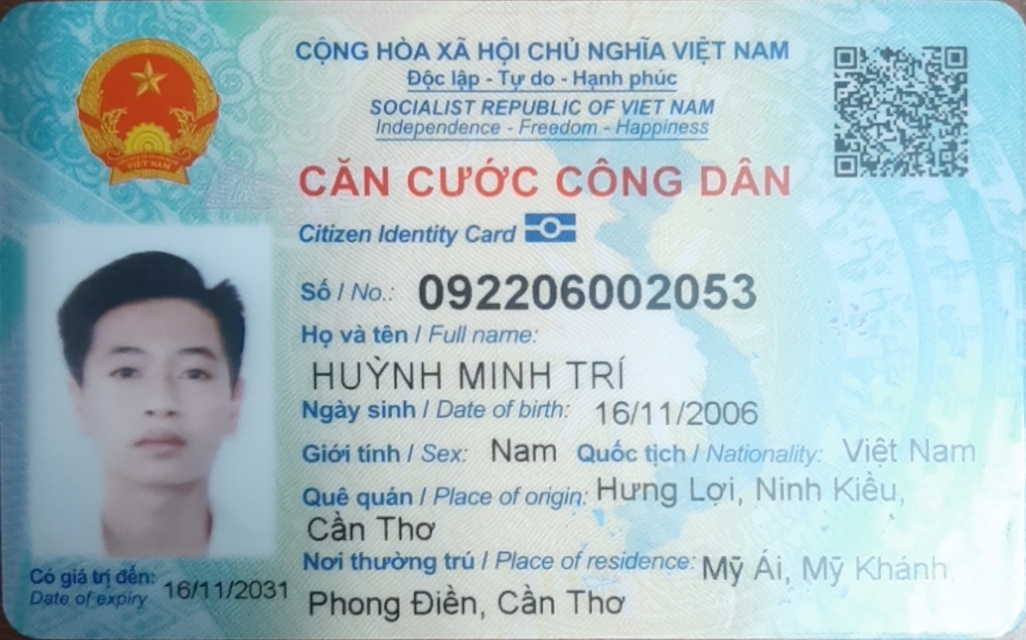 CỘNG HÒA XÃ HỘI CHỦ NGHĨA VIỆT NAM
Độc lập - Tự do - Hạnh phúc
SOCIALIST REPUBLIC OF VIET NAM
Independence - Freedom - Happiness
VIỆT NAM
CĂN CƯỚC CÔNG DÂN
Citizen Identity Card
Số / No.: 092206002053
Họ và tên / Full name:
HUỲNH MINH TRÍ
Ngày sinh / Date of birth: 16/11/2006
Giới tính / Sex: Nam Quốc tịch / Nationality: Việt Nam
Quê quán / Place of origin: Hưng Lợi, Ninh Kiều,
Cần Thơ
Nơi thường trú / Place of residence: Mỹ Ái, Mỹ Khánh,
Phong Điền, Cần Thơ
Có giá trị đến: 16/11/2031
Date of expiry